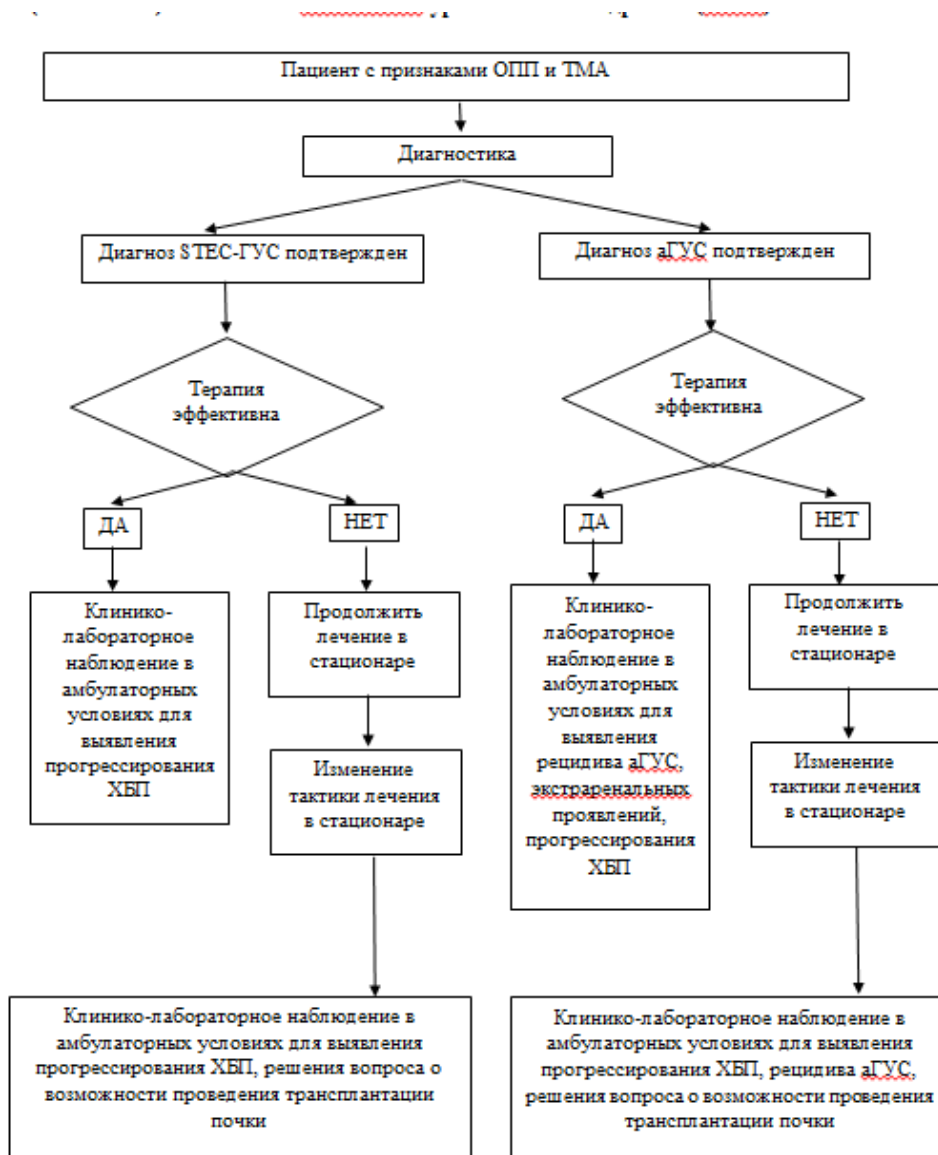 Пациент с признаками ОПП и ТМА
Диагностика
Диагноз STEC-ГУС подтвержден
Диагноз аГУС подтвержден
Терапия
эффективна
Терапия
эффективна
ДА
НЕТ
ДА
НЕТ
Клинико-
лабораторное
наблюдение в
амбулаторных
условиях для
выявления
прогрессирования
ХБП
Продолжить
лечение в
стационаре
Изменение
тактики лечения
в стационаре
Клинико-
лабораторное
наблюдение в
амбулаторных
условиях для
выявления
рецидива аГУС,
экстраренальных
проявлений,
прогрессирования
ХБП
Продолжить
лечение в
стационаре
Изменение
тактики лечения
в стационаре
Клинико-лабораторное наблюдение в
амбулаторных условиях для выявления
прогрессирования ХБП, решения вопроса о
возможности проведения трансплантации
почки
Клинико-лабораторное наблюдение в
амбулаторных условиях для выявления
прогрессирования ХБП, рецидива аГУС,
решения вопроса о возможности проведения
трансплантации почки